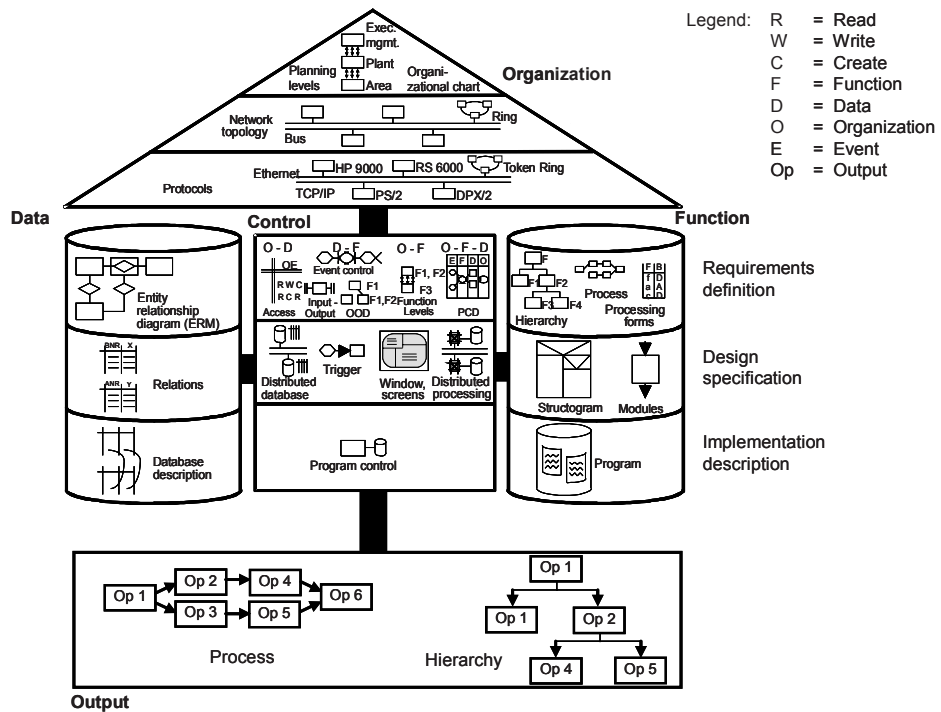 Legend: R = Read
W = Write
C = Create
F = Function
D = Data
O = Organization
E = Event
Op = Output
Exec.
mgmt.
Plant
Area
Planning
levels
Organi-
zational chart
Organization
Network
topology
Ring
Bus
Ethernet
HP 9000
RS 6000
Token Ring
Protocols
TCP/IP
PS/2
DPX/2
Data
Control
Function
O - D
D - F
O - F
O - F - D
OE
R W C
R C R
Access
Event control
Input -
Output
F1
F1,F2
OOD
F1, F2
F3
Function
Levels
E F D O
PCD
Entity
relationship
diagram (ERM)
F
F1
F2
F3
F4
Hierarchy
Process
Processing
forms
Requirements
definition
BNR X
ANR Y
Relations
Distributed
database
Trigger
Window,
screens
Distributed
processing
Structogram
Modules
Design
specification
Database
description
Program control
Program
Implementation
description
Op 1
Op 2
Op 4
Op 3
Op 5
Op 6
Process
Op 1
Op 1
Op 2
Op 4
Op 5
Hierarchy
Output